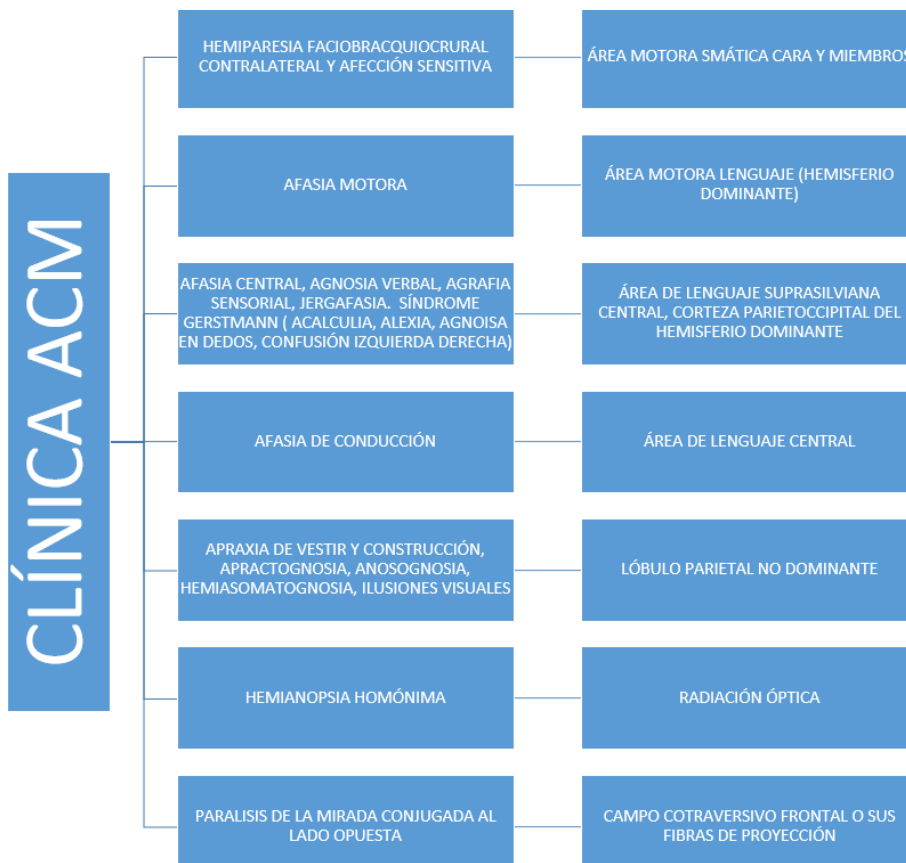 CLÍNICA ACM
HEMIPARESIA FACIOBRACQUIOCRURAL
CONTRALATERAL Y AFECCIÓN SENSITIVA
ÁREA MOTORA SMÁTICA CARA Y MIEMBROS
AFASIA MOTORA
ÁREA MOTORA LENGUAJE (HEMISFERIO
DOMINANTE)
AFASIA CENTRAL, AGNOSIA VERBAL, AGRAFIA
SENSORIAL, JERGAFASIA. SÍNDROME
GERSTMANN ( ACALCULIA, ALEXIA, AGNOISA
EN DEDOS, CONFUSIÓN IZQUIERDA DERECHA)
ÁREA DE LENGUAJE SUPRASILVIANA
CENTRAL, CORTEZA PARIETOCCIPITAL DEL
HEMISFERIO DOMINANTE
AFASIA DE CONDUCCIÓN
ÁREA DE LENGUAJE CENTRAL
APRAXIA DE VESTIR Y CONSTRUCCIÓN,
APRACTOGNOSIA, ANOSOGNOSIA,
HEMIASOMATOGNOSIA, ILUSIONES VISUALES
LÓBULO PARIETAL NO DOMINANTE
HEMIANOPSIA HOMÓNIMA
RADIACIÓN ÓPTICA
PARALISIS DE LA MIRADA CONJUGADA AL
LADO OPUESTA
CAMPO COTRAVERSIVO FRONTAL O SUS
FIBRAS DE PROYECCIÓN